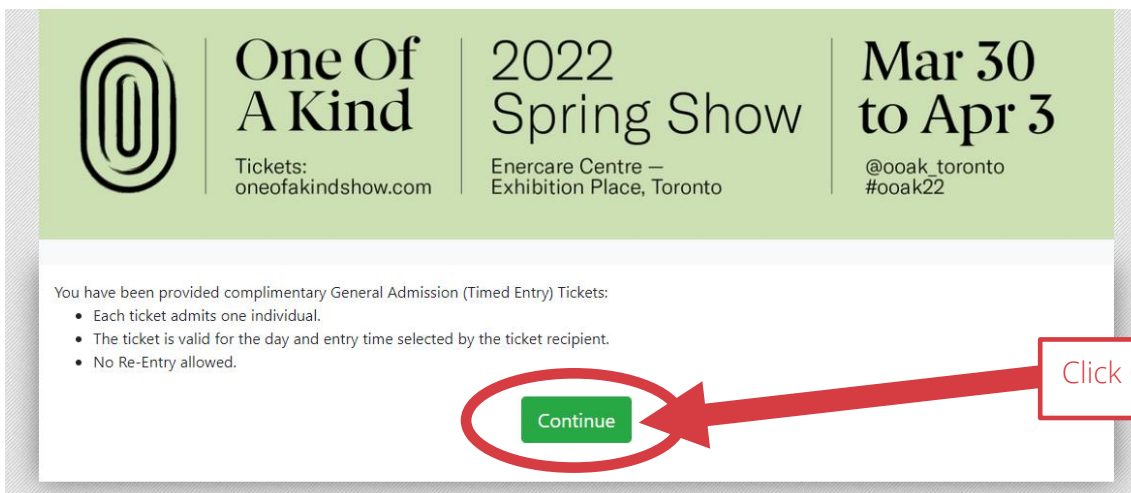 One Of
A Kind
Tickets:
oneofakindshow.com
2022
Spring Show
Enercare Centre —
Exhibition Place, Toronto
Mar 30
to Apr 3
@ooak_toronto
#ooak22
You have been provided complimentary General Admission (Timed Entry) Tickets:
• Each ticket admits one individual.
• The ticket is valid for the day and entry time selected by the ticket recipient.
• No Re-Entry allowed.
Click
Continue